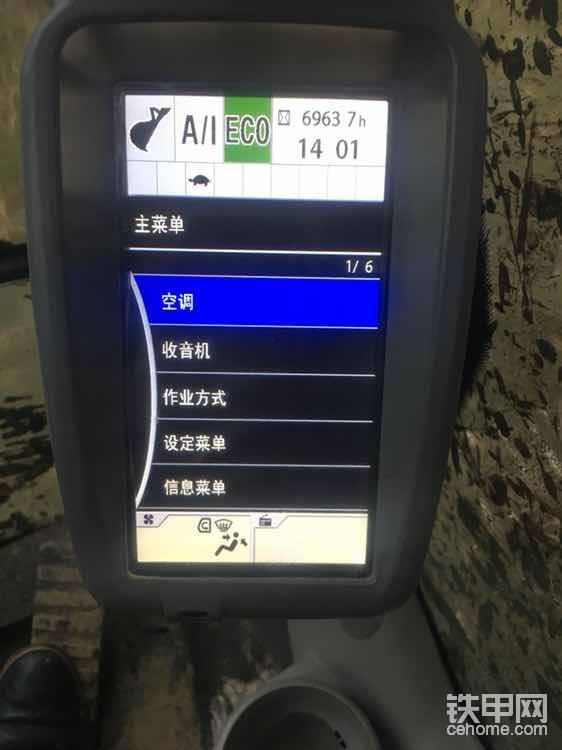 A/I ECO 6963 7h
14 01
主菜单
1/ 6
空调
收音机
作业方式
设定菜单
信息菜单
铁甲网
cehome.com